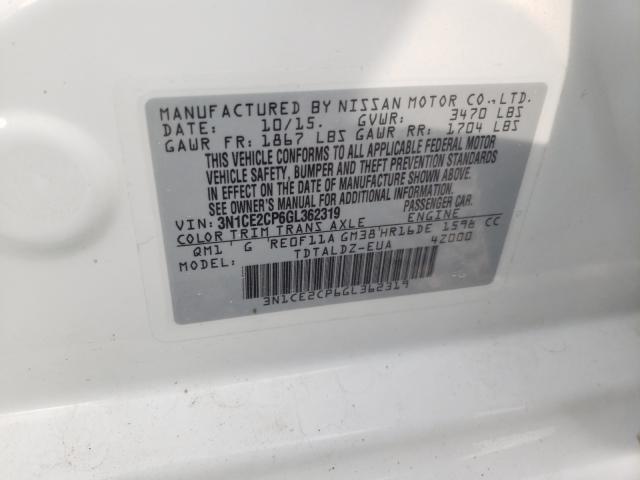 MANUFACTURED BY NISSAN MOTOR CO.,LTD.
DATE: 10/15. GVWR: 3470 LBS
GAWR FR: 1867 LBS GAWR RR: 1704 LBS
THIS VEHICLE CONFORMS TO ALL APPLICABLE FEDERAL MOTOR
VEHICLE SAFETY, BUMPER AND THEFT PREVENTION STANDARDS
IN EFFECT ON THE DATE OF MANUFACTURE SHOWN ABOVE.
SEE OWNER'S MANUAL FOR ADDITIONAL INFORMATION.
VIN: 3N1CE2CP6GL362319 PASSENGER CAR.
COLOR TRIM TRANS AXLE ENGINE
QM1 G RE0F11A GM38 HR16DE 1598 CC
MODEL: TDTALDZ-EUA 42000
3N1CE2CP6GL362319